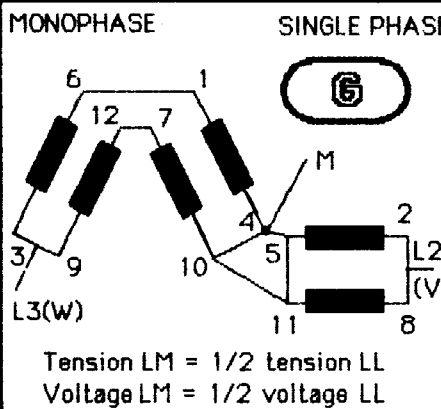 MONOPHASE SINGLE PHASE
G
6 1
12 7
M
4 2
3 9 10 5 L2
(V
L3(W) 11 8
Tension LM = 1/2 tension LL
Voltage LM = 1/2 voltage LL